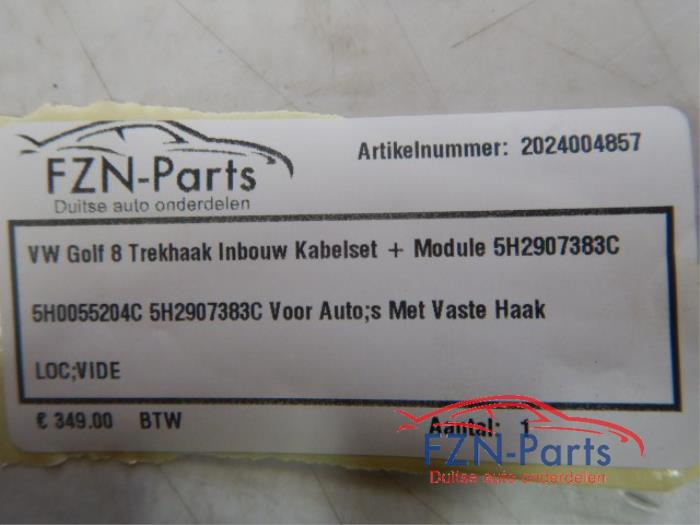 Artikelnummer: 2024004857
FZN-Parts
Duitse auto onderdelen
VW Golf 8 Trekhaak Inbouw Kabelset + Module 5H2907383C
5H0055204C 5H2907383C Voor Auto;s Met Vaste Haak
LOC;VIDE
€ 349.00 BTW
Aantal: 1
FZN-Parts
Duitse auto onderdelen